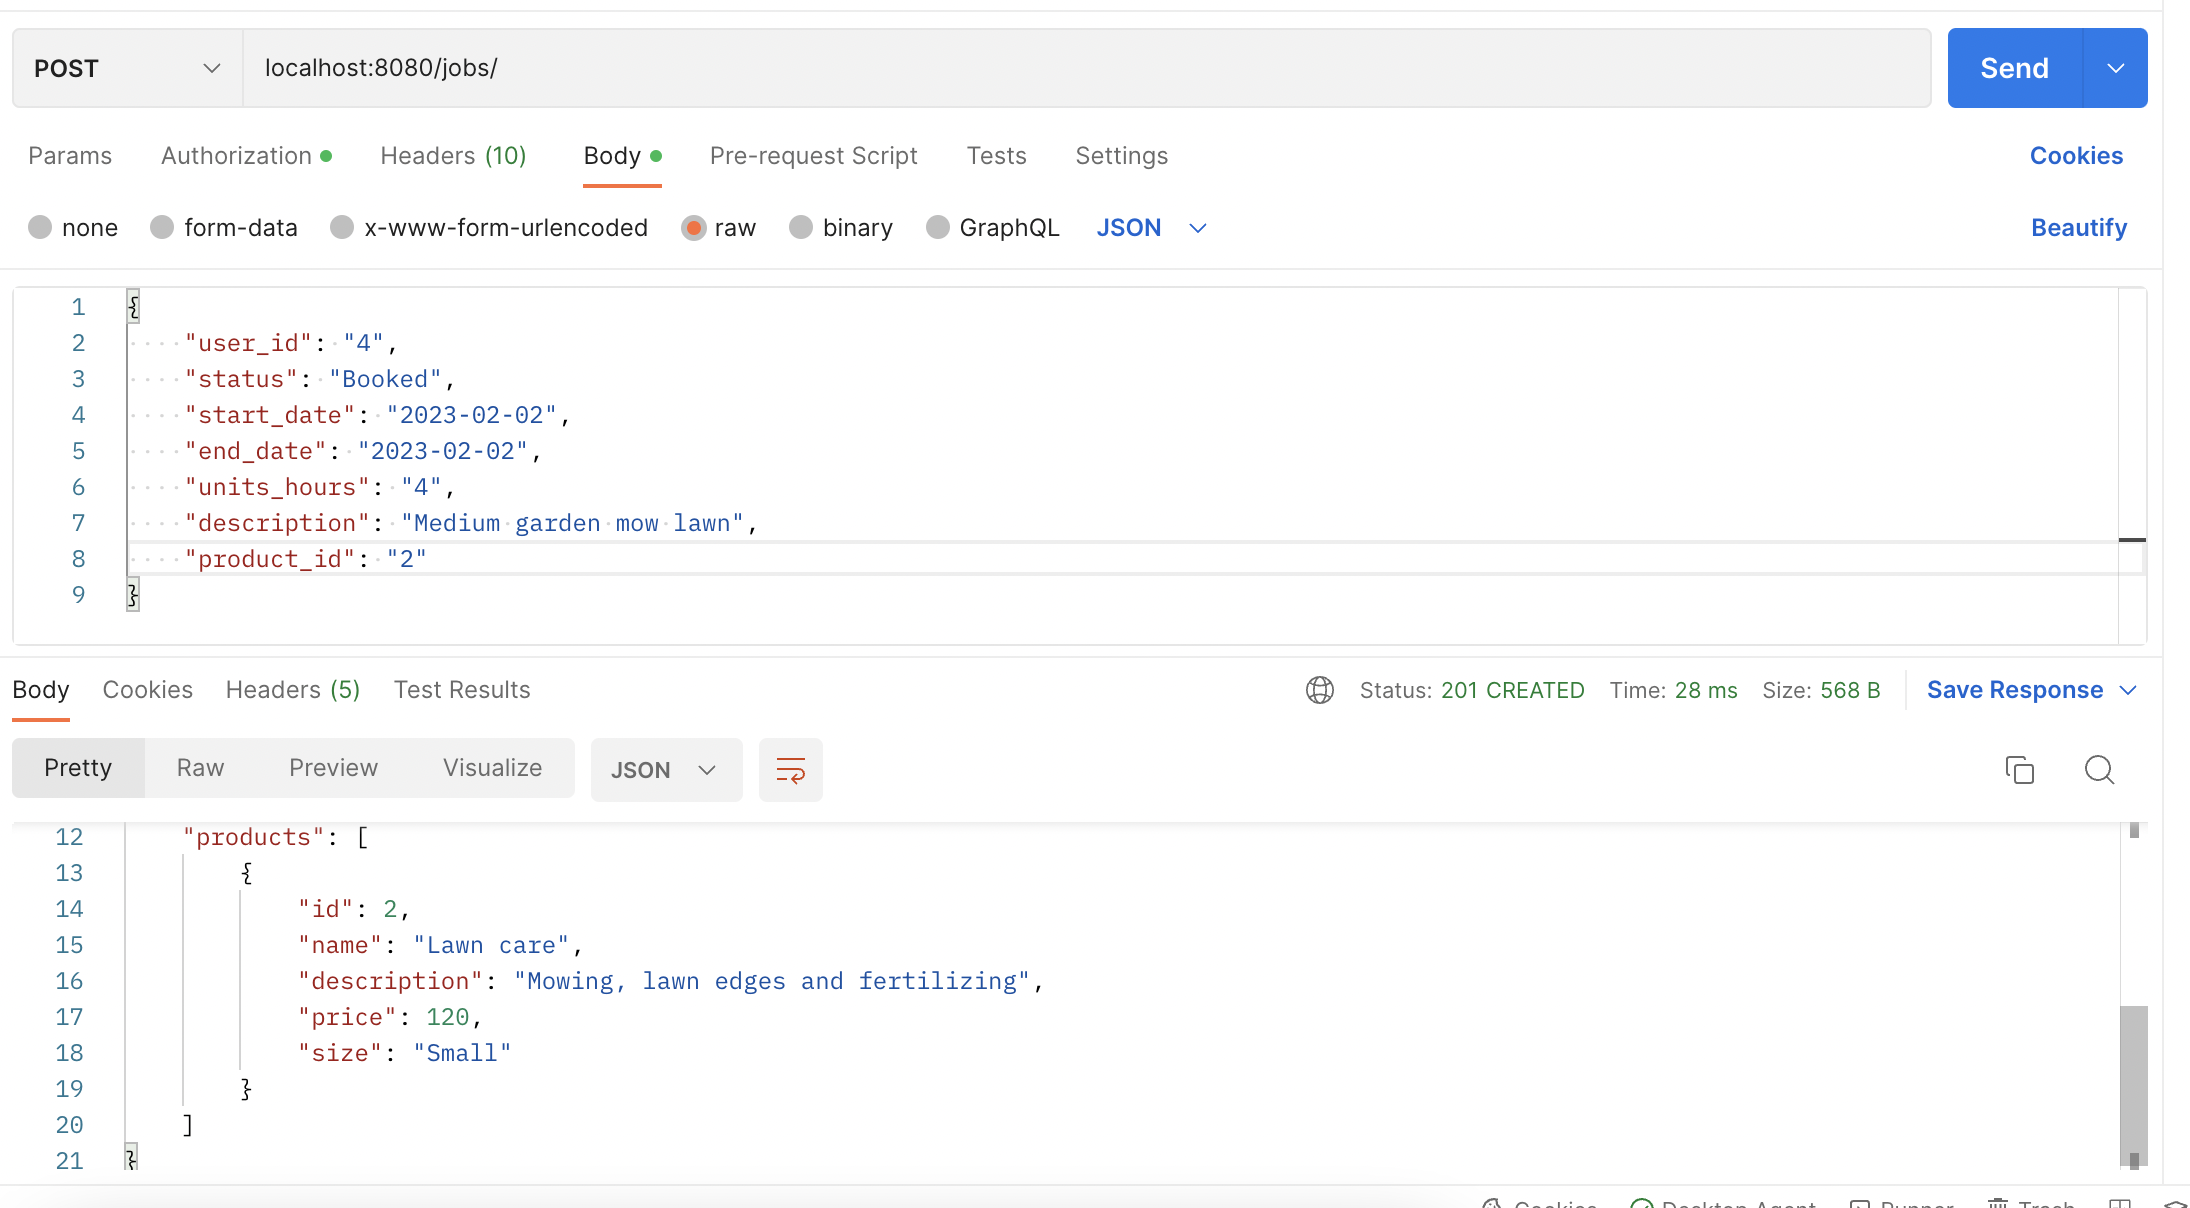 POST localhost:8080/jobs/ Send
Params Authorization Headers (10) Body Pre-request Script Tests Settings Cookies
none form-data x-www-form-urlencoded raw binary GraphQL JSON Beautify
1 {
2 "user_id": "4",
3 "status": "Booked",
4 "start_date": "2023-02-02",
5 "end_date": "2023-02-02",
6 "units_hours": "4",
7 "description": "Medium garden mow lawn",
8 "product_id": "2"
9 }
Body Cookies Headers (5) Test Results Status: 201 CREATED Time: 28 ms Size: 568 B Save Response
Pretty Raw Preview Visualize JSON
12 "products": [
13 {
14 "id": 2,
15 "name": "Lawn care",
16 "description": "Mowing, lawn edges and fertilizing",
17 "price": 120,
18 "size": "Small"
19 }
20 ]
21 }
Cookies Desktop Agent Runner Trash